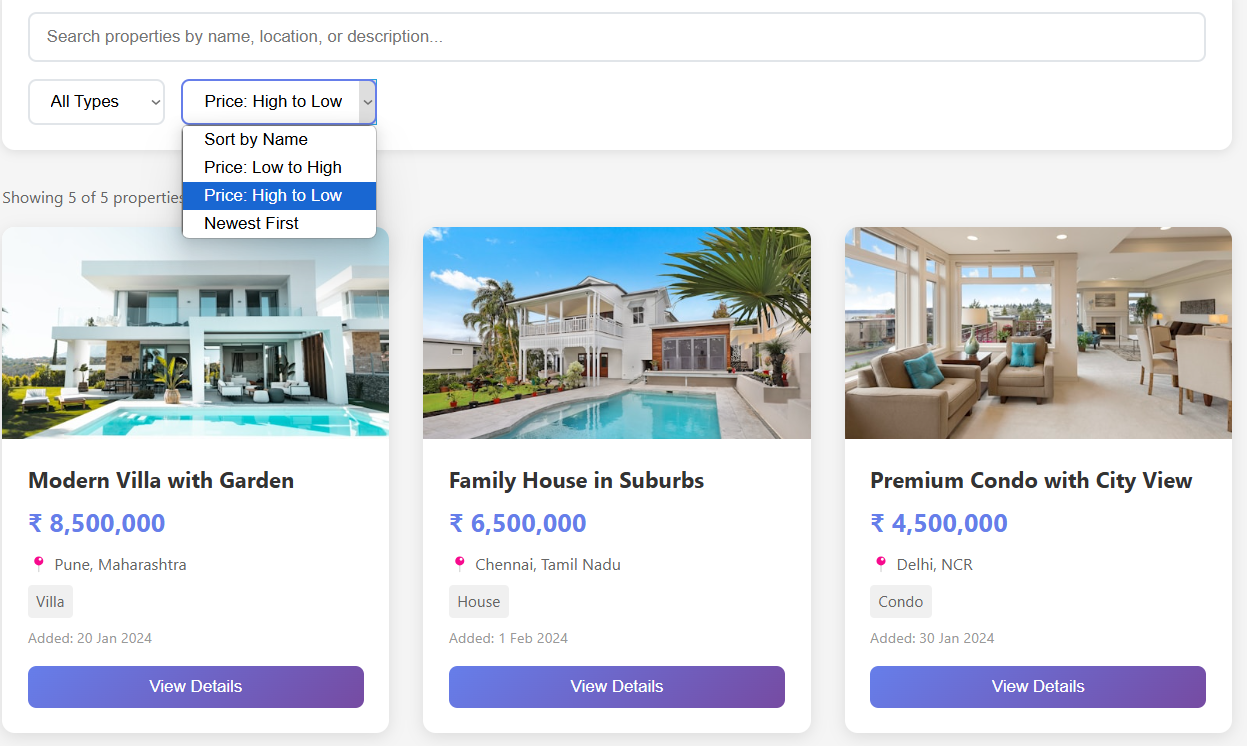 Search properties by name, location, or description...
All Types
Price: High to Low
Sort by Name
Price: Low to High
Price: High to Low
Newest First
Showing 5 of 5 properties
Modern Villa with Garden
₹ 8,500,000
Pune, Maharashtra
Villa
Added: 20 Jan 2024
View Details
Family House in Suburbs
₹ 6,500,000
Chennai, Tamil Nadu
House
Added: 1 Feb 2024
View Details
Premium Condo with City View
₹ 4,500,000
Delhi, NCR
Condo
Added: 30 Jan 2024
View Details